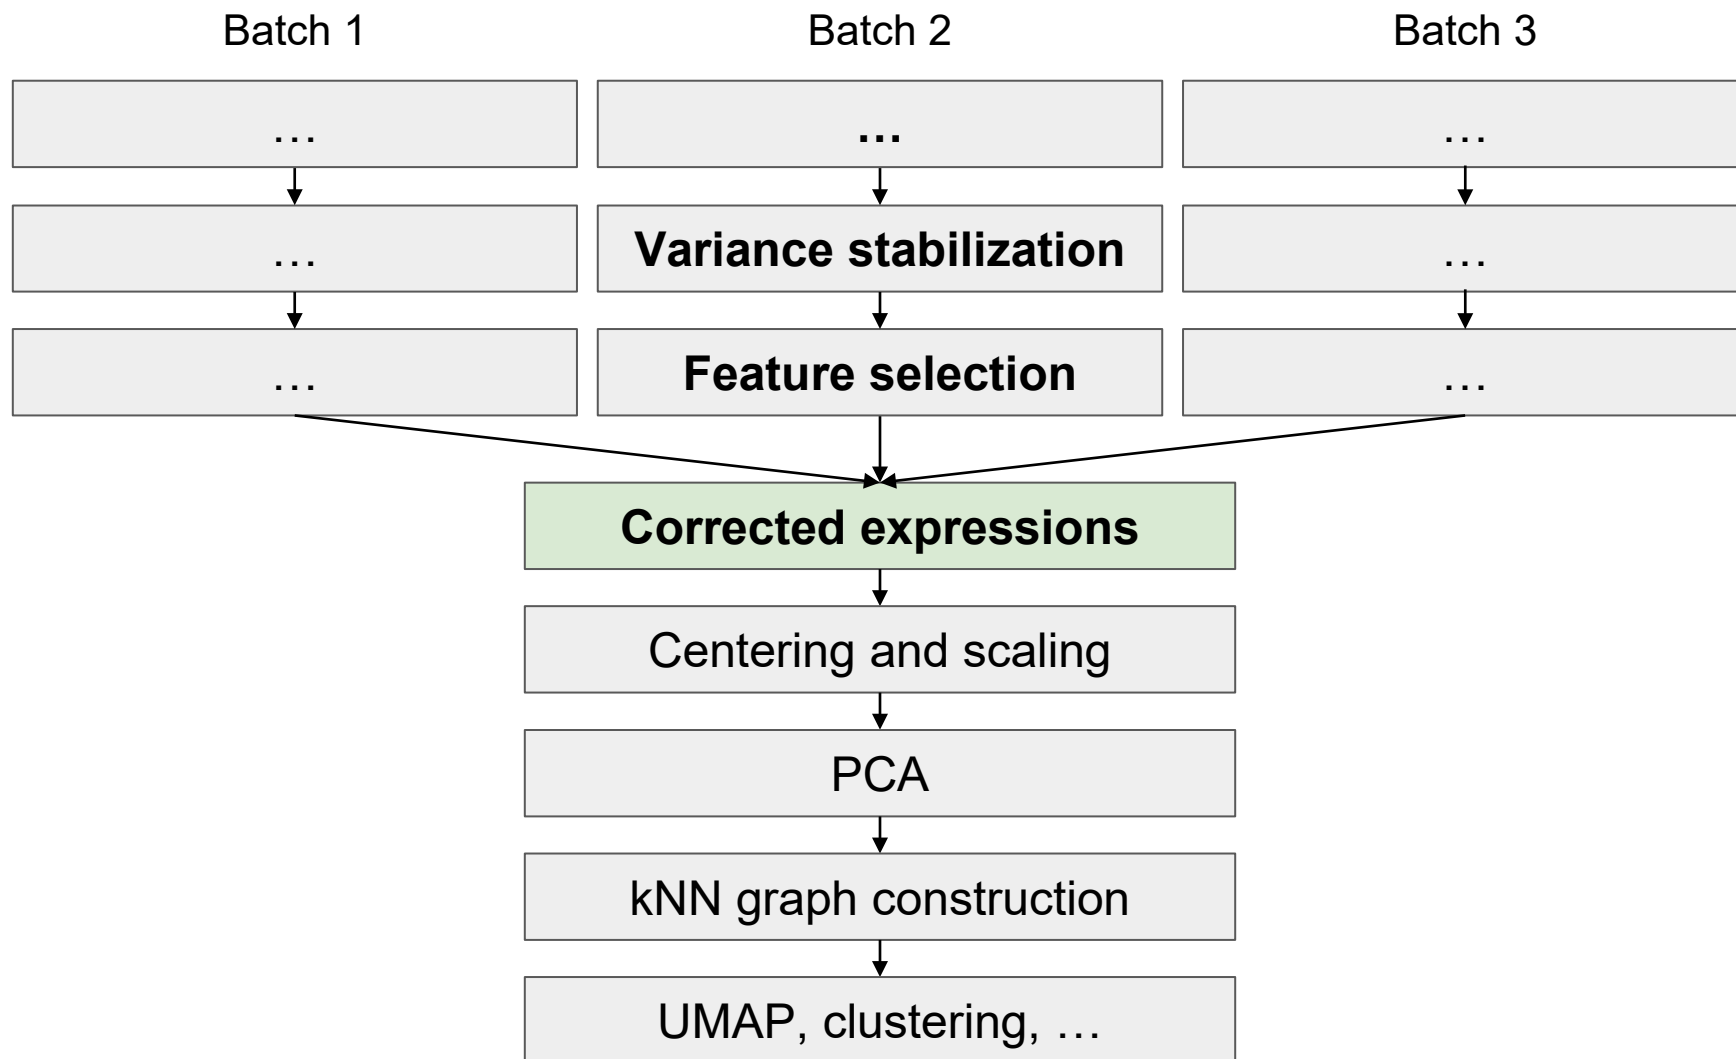 Batch 1
Batch 2
Batch 3
…
…
…
…
Variance stabilization
…
…
Feature selection
…
Corrected expressions
Centering and scaling
PCA
kNN graph construction
UMAP, clustering, …